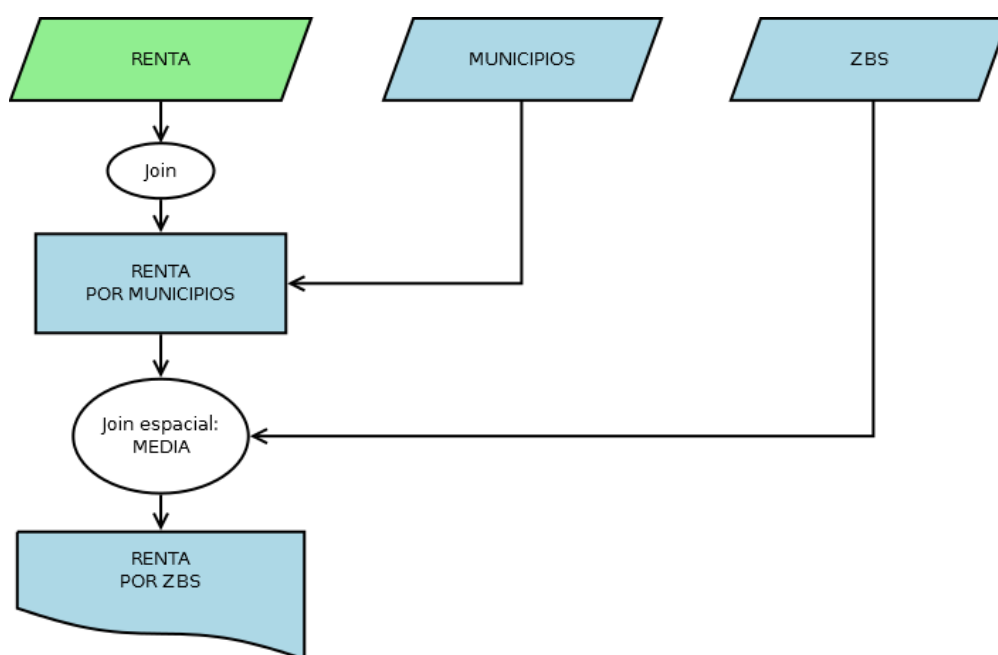 RENTA
MUNICIPIOS
ZBS
Join
RENTA
POR MUNICIPIOS
Join espacial:
MEDIA
RENTA
POR ZBS